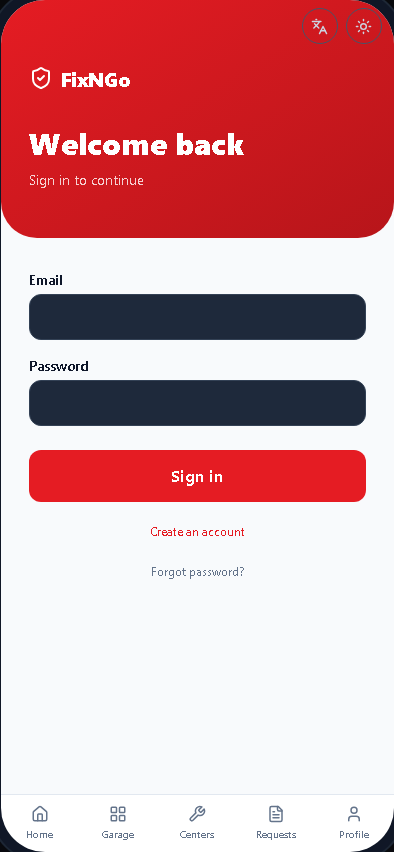 FixNGo
Welcome back
Sign in to continue
Email
Password
Sign in
Create an account
Forgot password?
Home Garage Centers Requests Profile